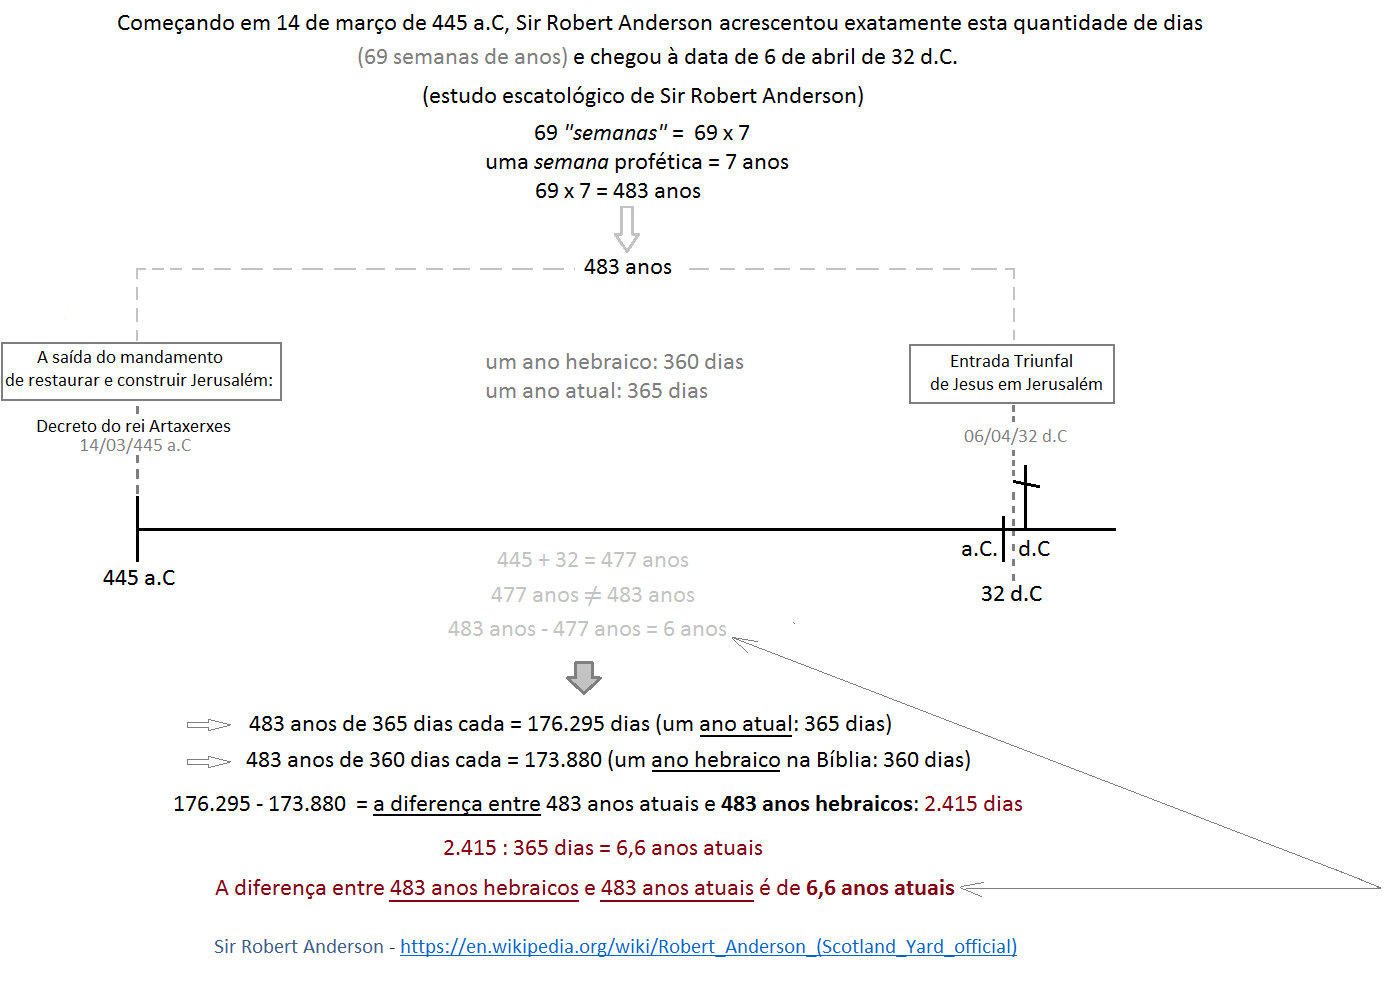 Começando em 14 de março de 445 a.C, Sir Robert Anderson acrescentou exatamente esta quantidade de dias
(69 semanas de anos) e chegou à data de 6 de abril de 32 d.C.
(estudo escatológico de Sir Robert Anderson)
69 "semanas" = 69 x 7
uma semana profética = 7 anos
69 x 7 = 483 anos
483 anos
A saída do mandamento
de restaurar e construir Jerusalém:
um ano hebraico: 360 dias
um ano atual: 365 dias
Entrada Triunfal
de Jesus em Jerusalém
Decreto do rei Artaxerxes
14/03/445 a.C
06/04/32 d.C
a.C. d.C
445 a.C
32 d.C
445 + 32 = 477 anos
477 anos ≠ 483 anos
483 anos - 477 anos = 6 anos
483 anos de 365 dias cada = 176.295 dias (um ano atual: 365 dias)
483 anos de 360 dias cada = 173.880 (um ano hebraico na Bíblia: 360 dias)
176.295 - 173.880 = a diferença entre 483 anos atuais e 483 anos hebraicos: 2.415 dias
2.415 : 365 dias = 6,6 anos atuais
A diferença entre 483 anos hebraicos e 483 anos atuais é de 6,6 anos atuais
Sir Robert Anderson - https://en.wikipedia.org/wiki/Robert_Anderson_(Scotland_Yard_official)